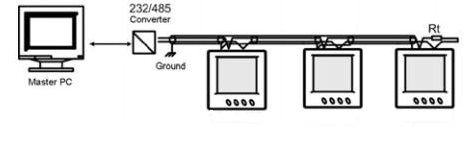 232/485
Converter
Rt
Ground
Master PC